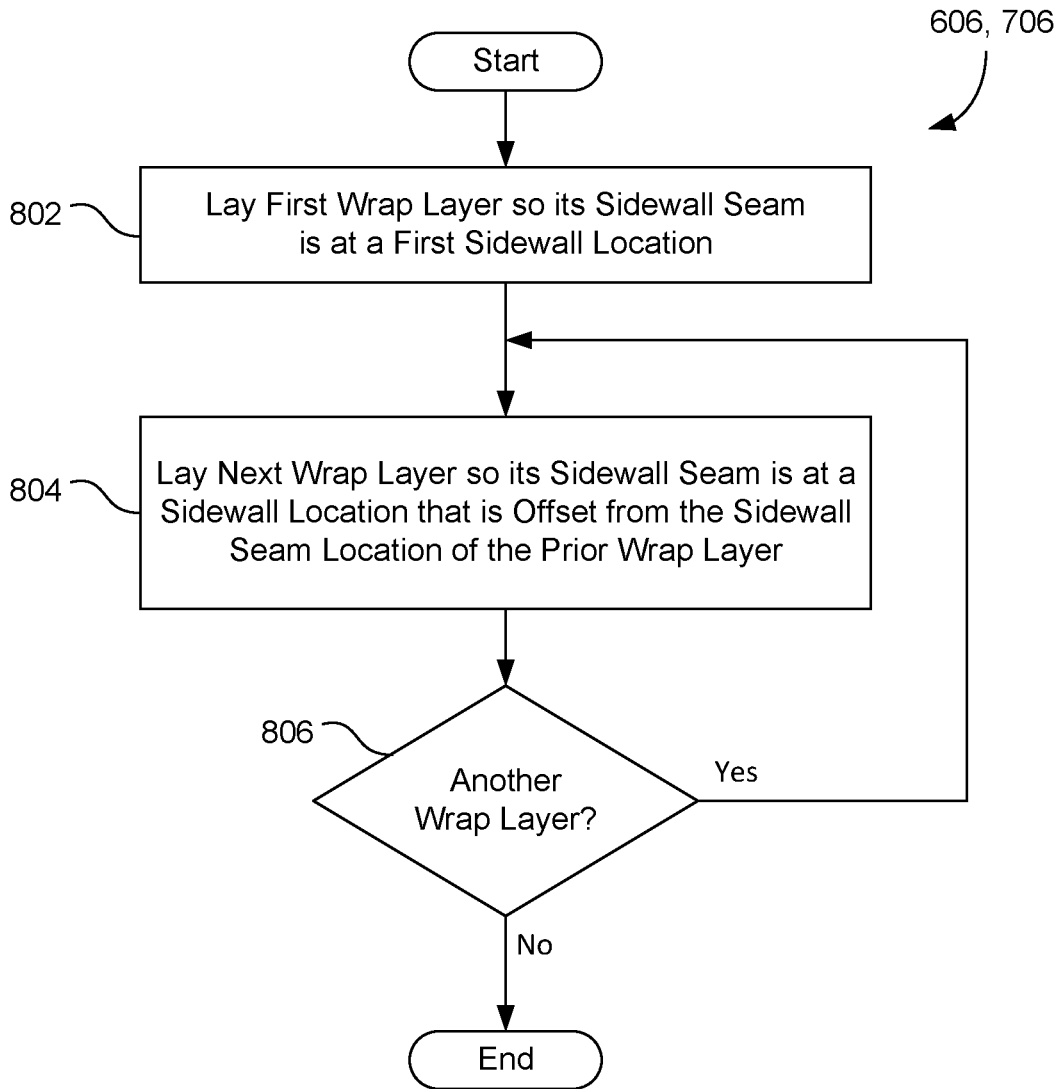 606, 706
Start
802
Lay First Wrap Layer so its Sidewall Seam
is at a First Sidewall Location
804
Lay Next Wrap Layer so its Sidewall Seam is at a
Sidewall Location that is Offset from the Sidewall
Seam Location of the Prior Wrap Layer
806
Another
Wrap Layer?
Yes
No
End